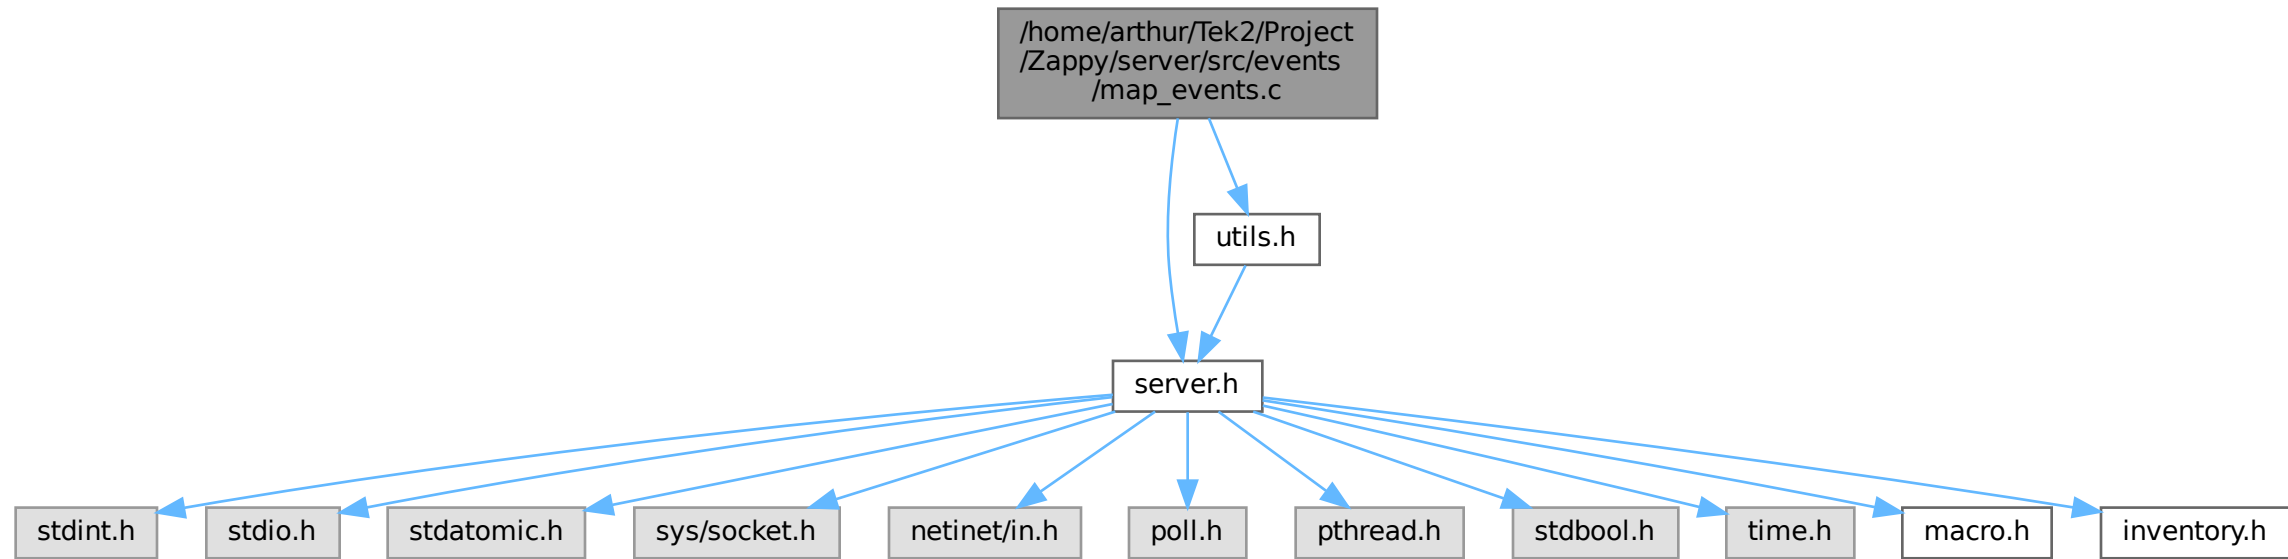 /home/arthur/Tek2/Project
/Zappy/server/src/events
/map_events.c
utils.h
server.h
stdint.h
stdio.h
stdatomic.h
sys/socket.h
netinet/in.h
poll.h
pthread.h
stdbool.h
time.h
macro.h
inventory.h